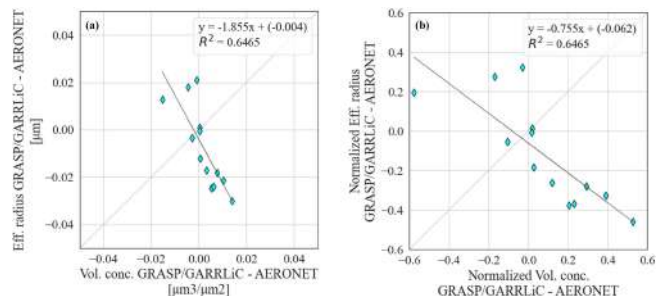 (a)
y = -1.855x + (-0.004)
R² = 0.6465
0.04
0.02
0.00
−0.02
−0.04
Eff. radius GRASP/GARRLiC - AERONET
[µm]
−0.04
−0.02
0.00
0.02
0.04
Vol. conc. GRASP/GARRLiC - AERONET
[µm3/µm2]
(b)
y = -0.755x + (-0.062)
R² = 0.6465
0.6
0.4
0.2
0.0
−0.2
−0.4
−0.6
Normalized Eff. radius
GRASP/GARRLiC - AERONET
−0.6
−0.4
−0.2
0.0
0.2
0.4
0.6
Normalized Vol. conc.
GRASP/GARRLiC - AERONET